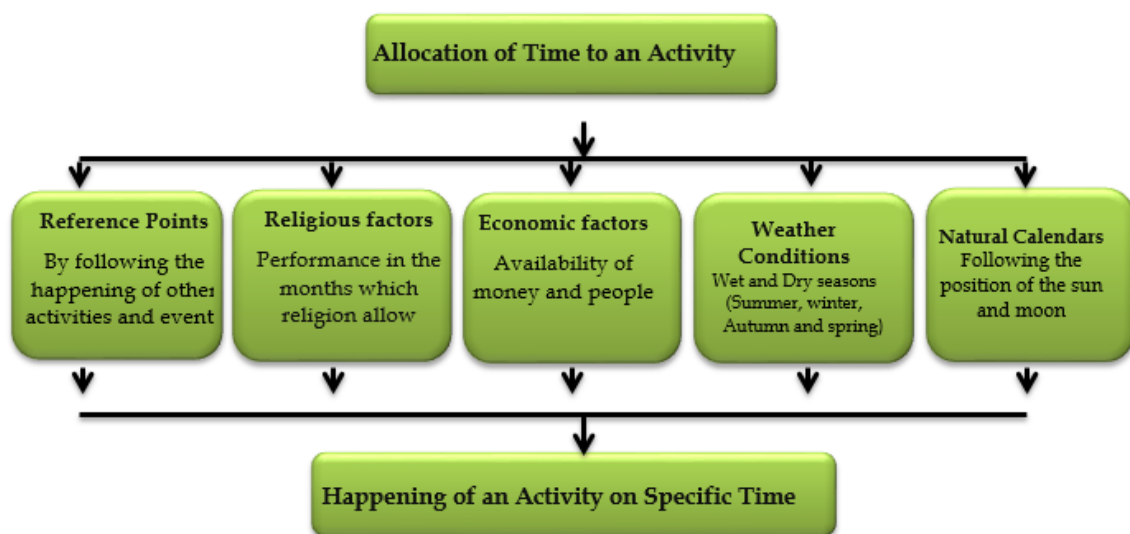 Allocation of Time to an Activity
Reference Points
By following the
happening of other
activities and event
Religious factors
Performance in the
months which
religion allow
Economic factors
Availability of
money and people
Weather
Conditions
Wet and Dry seasons
(Summer, winter,
Autumn and spring)
Natural Calendars
Following the
position of the sun
and moon
Happening of an Activity on Specific Time